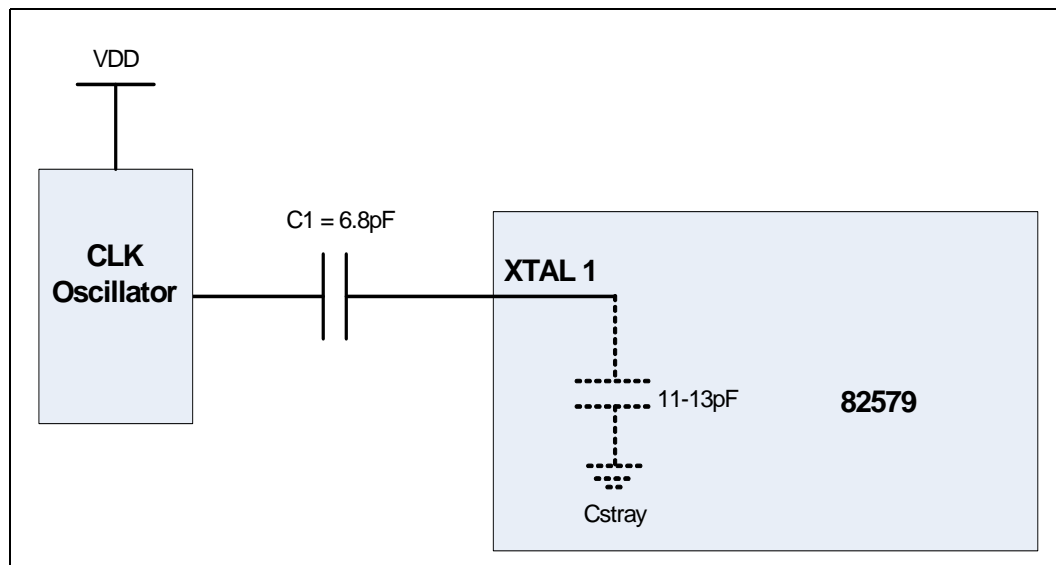 VDD
CLK
Oscillator
C1 = 6.8pF
XTAL 1
11-13pF
82579
Cstray